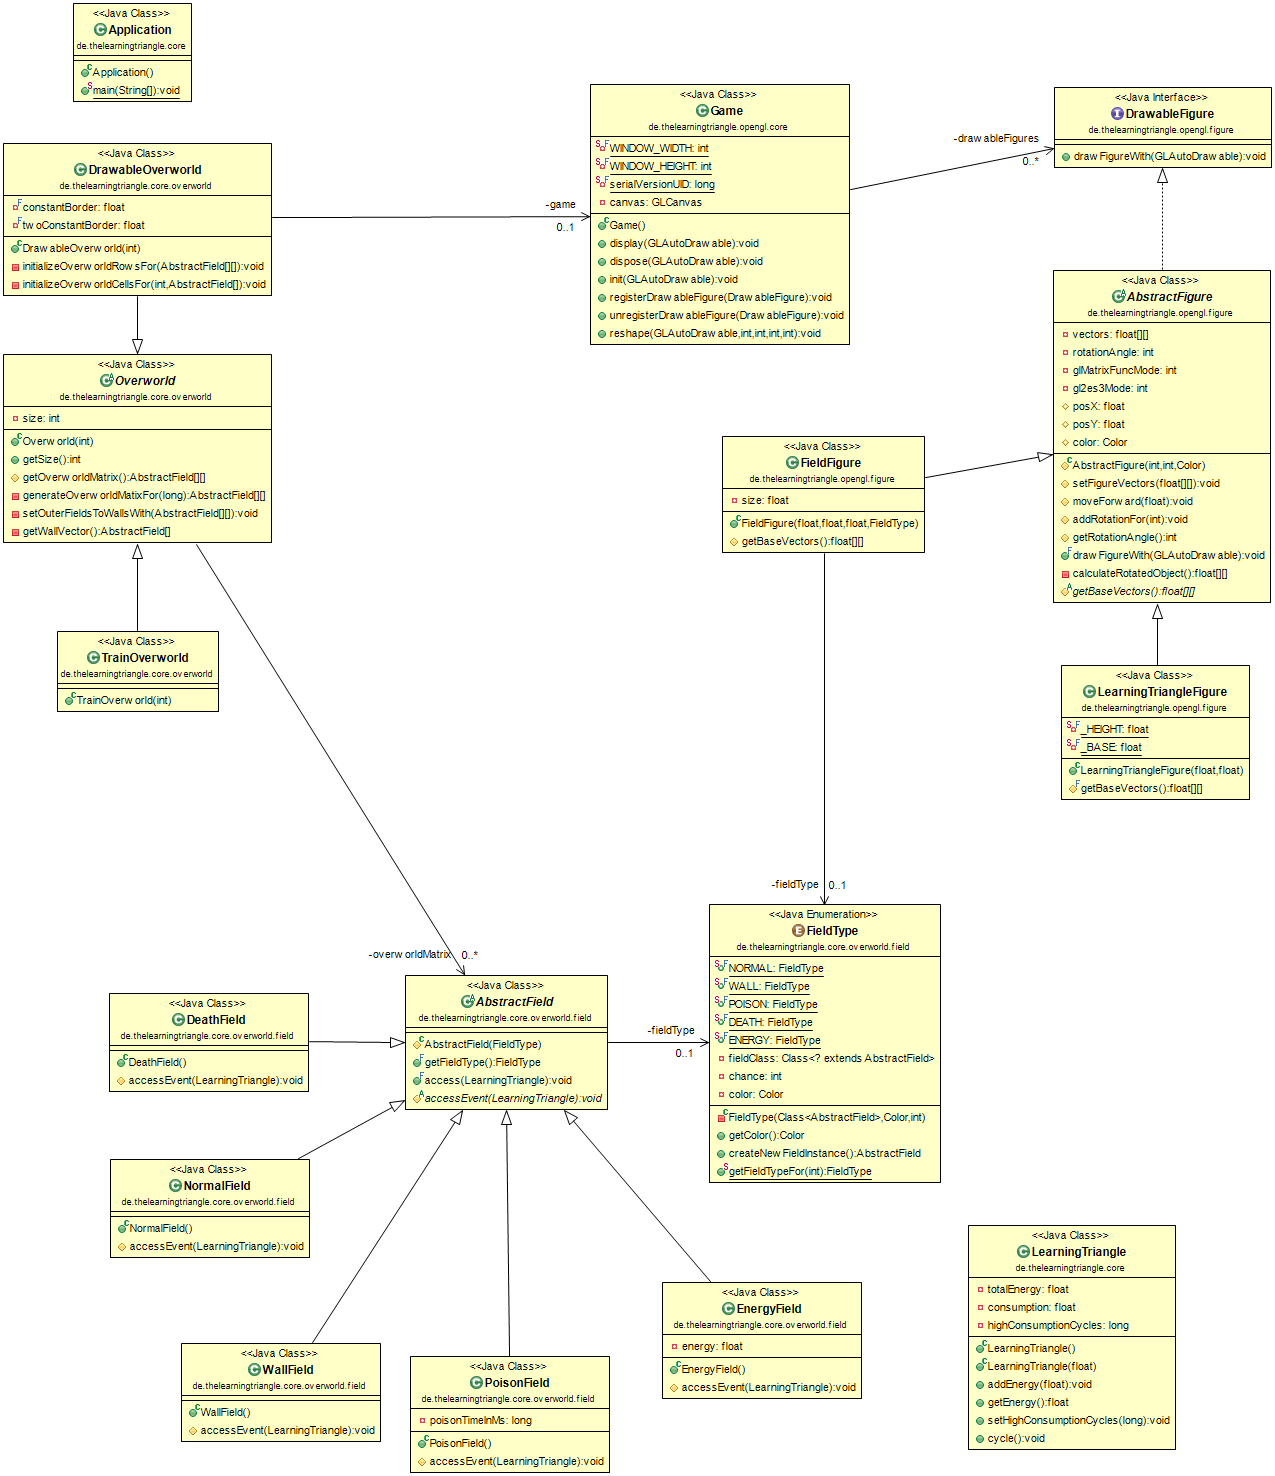 <<Java Class>>
Application
de.thelearningtriangle.core
Application()
main(String[]):void
<<Java Class>>
DrawableOverworld
de.thelearningtriangle.core.overworld
constantBorder: float
twoConstantBorder: float
DrawableOverworld(int)
initializeOverworldRowsFor(AbstractField[][]):void
initializeOverworldCellsFor(int,AbstractField[]):void
-game
0..1
<<Java Class>>
Game
de.thelearningtriangle.opengl.core
WINDOW_WIDTH: int
WINDOW_HEIGHT: int
serialVersionUID: long
canvas: GLCanvas
Game()
display(GLAutoDrawable):void
dispose(GLAutoDrawable):void
init(GLAutoDrawable):void
registerDrawableFigure(DrawableFigure):void
unregisterDrawableFigure(DrawableFigure):void
reshape(GLAutoDrawable,int,int,int,int):void
-drawableFigures
0..*
<<Java Interface>>
DrawableFigure
de.thelearningtriangle.opengl.figure
drawFigureWith(GLAutoDrawable):void
<<Java Class>>
AbstractFigure
de.thelearningtriangle.opengl.figure
vectors: float[][]
rotationAngle: int
glMatrixFuncMode: int
gl2es3Mode: int
posX: float
posY: float
color: Color
AbstractFigure(int,int,Color)
setFigureVectors(float[][]):void
moveForward(float):void
addRotationFor(int):void
getRotationAngle():int
drawFigureWith(GLAutoDrawable):void
calculateRotatedObject():float[][]
getBaseVectors():float[][]
<<Java Class>>
Overworld
de.thelearningtriangle.core.overworld
size: int
Overworld(int)
getSize():int
getOverworldMatrix():AbstractField[][]
generateOverworldMatixFor(long):AbstractField[][]
setOuterFieldsToWallsWith(AbstractField[][]):void
getWallVector():AbstractField[]
<<Java Class>>
FieldFigure
de.thelearningtriangle.opengl.figure
size: float
FieldFigure(float,float,float,FieldType)
getBaseVectors():float[][]
<<Java Class>>
TrainOverworld
de.thelearningtriangle.core.overworld
TrainOverworld(int)
<<Java Class>>
LearningTriangleFigure
de.thelearningtriangle.opengl.figure
_HEIGHT: float
_BASE: float
LearningTriangleFigure(float,float)
getBaseVectors():float[][]
-fieldType
0..1
<<Java Enumeration>>
FieldType
de.thelearningtriangle.core.overworld.field
NORMAL: FieldType
WALL: FieldType
POISON: FieldType
DEATH: FieldType
ENERGY: FieldType
fieldClass: Class<? extends AbstractField>
chance: int
color: Color
FieldType(Class<AbstractField>,Color,int)
getColor():Color
createNewFieldInstance():AbstractField
getFieldTypeFor(int):FieldType
-overworldMatrix
0..*
<<Java Class>>
AbstractField
de.thelearningtriangle.core.overworld.field
AbstractField(FieldType)
getFieldType():FieldType
access(LearningTriangle):void
accessEvent(LearningTriangle):void
-fieldType
0..1
<<Java Class>>
DeathField
de.thelearningtriangle.core.overworld.field
DeathField()
accessEvent(LearningTriangle):void
<<Java Class>>
NormalField
de.thelearningtriangle.core.overworld.field
NormalField()
accessEvent(LearningTriangle):void
<<Java Class>>
WallField
de.thelearningtriangle.core.overworld.field
WallField()
accessEvent(LearningTriangle):void
<<Java Class>>
PoisonField
de.thelearningtriangle.core.overworld.field
poisonTimeInMs: long
PoisonField()
accessEvent(LearningTriangle):void
<<Java Class>>
EnergyField
de.thelearningtriangle.core.overworld.field
energy: float
EnergyField()
accessEvent(LearningTriangle):void
<<Java Class>>
LearningTriangle
de.thelearningtriangle.core
totalEnergy: float
consumption: float
highConsumptionCycles: long
LearningTriangle()
LearningTriangle(float)
addEnergy(float):void
getEnergy():float
setHighConsumptionCycles(long):void
cycle():void